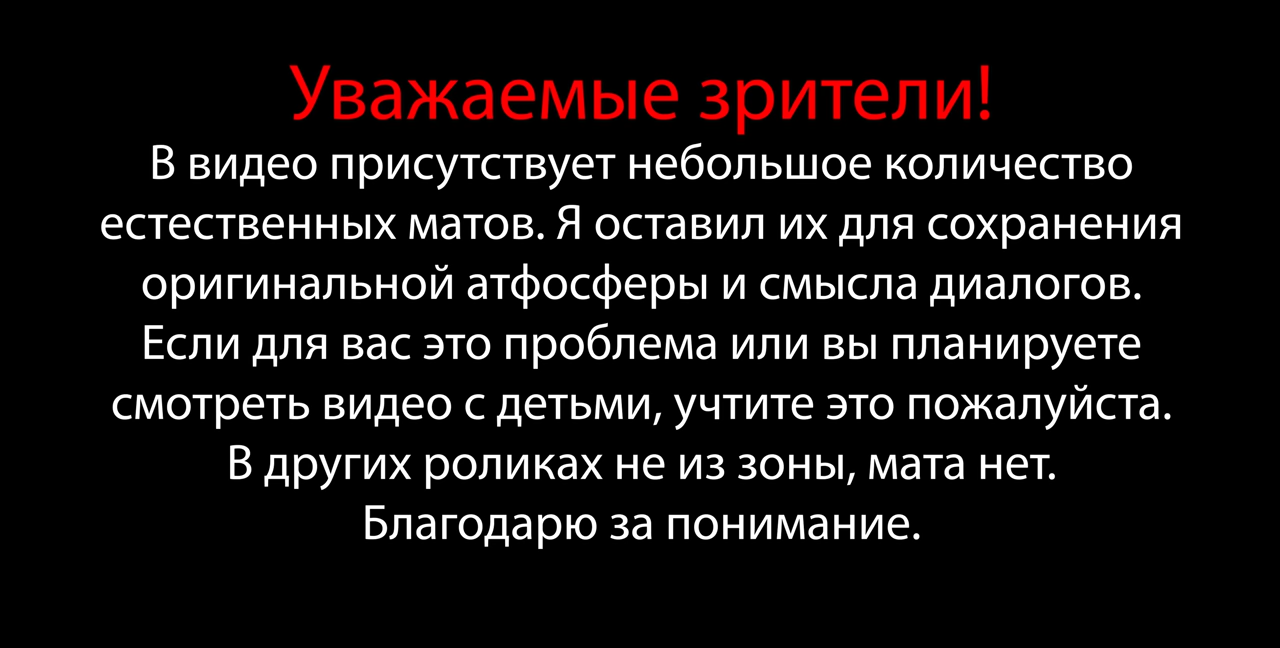 Уважаемые зрители!
В видео присутствует небольшое количество
естественных матов. Я оставил их для сохранения
оригинальной атфосферы и смысла диалогов.
Если для вас это проблема или вы планируете
смотреть видео с детьми, учтите это пожалуйста.
В других роликах не из зоны, мата нет.
Благодарю за понимание.